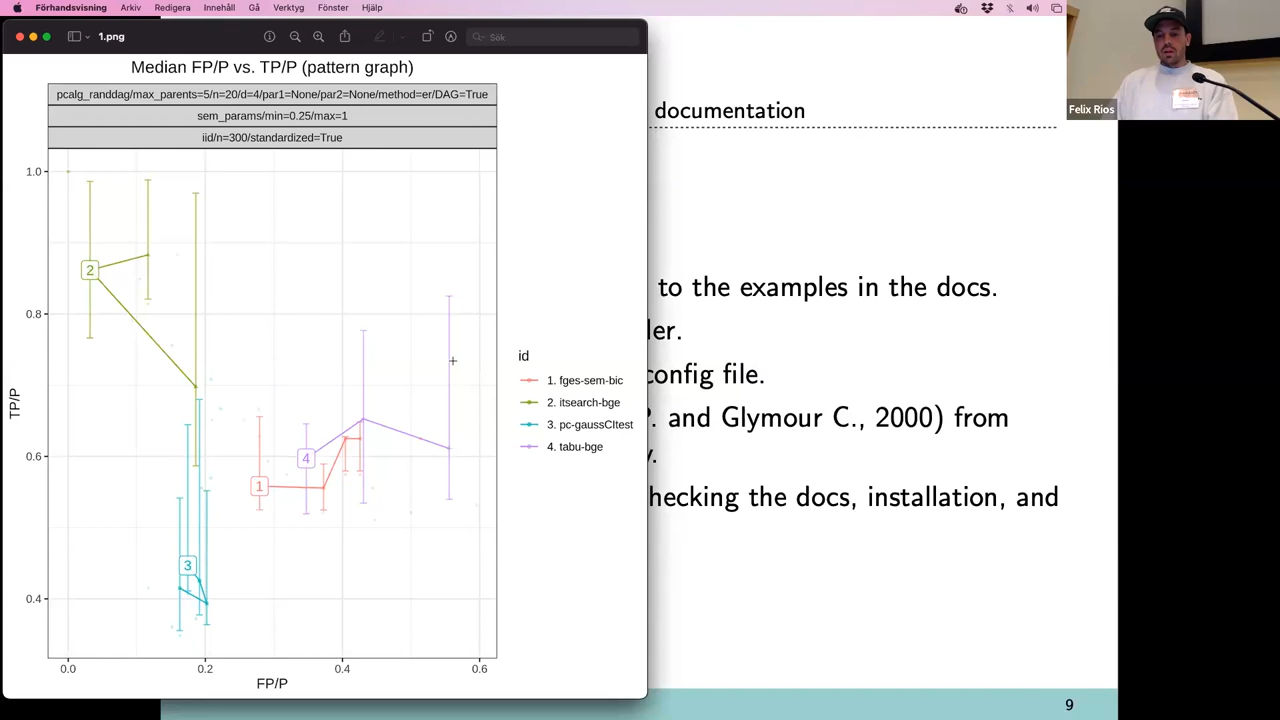 Förhandsvisning Arkiv Redigera Innehåll Gå Verktyg Fönster Hjälp
1.png
Sök
Median FP/P vs. TP/P (pattern graph)
pcalg_randdag/max_parents=5/n=20/d=4/par1=None/par2=None/method=er/DAG=True
sem_params/min=0.25/max=1
iid/n=300/standardized=True
1.0
0.8
0.6
0.4
TP/P
2
4
1
3
0.0 0.2 0.4 0.6
FP/P
id
1. fges-sem-bic
2. itsearch-bge
3. pc-gaussCItest
4. tabu-bge
documentation
to the examples in the docs.
der.
config file.
P. and Glymour C., 2000) from
y.
hecking the docs, installation, and
9
Felix Rios